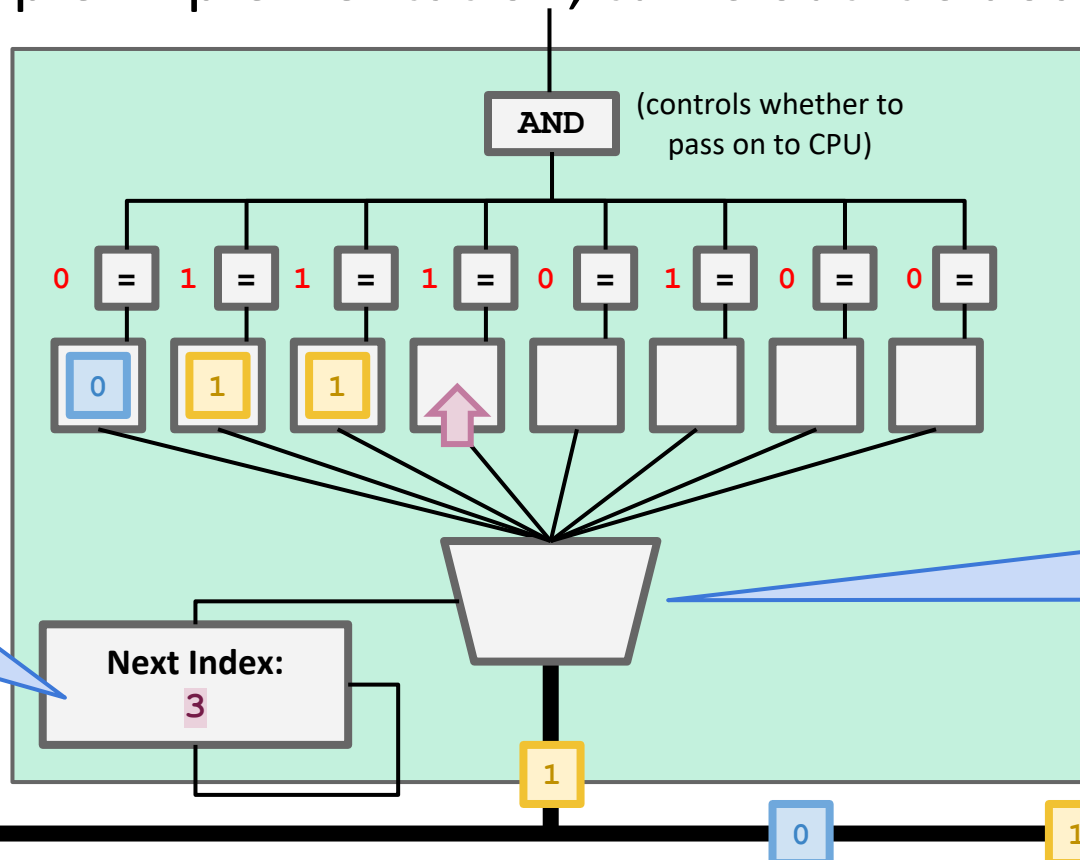 AND
(controls whether to
pass on to CPU)
0 = 1 = 1 = 1 = 0 = 1 = 0 = 0 =
0 1 1
Next Index:
3
1
0 1